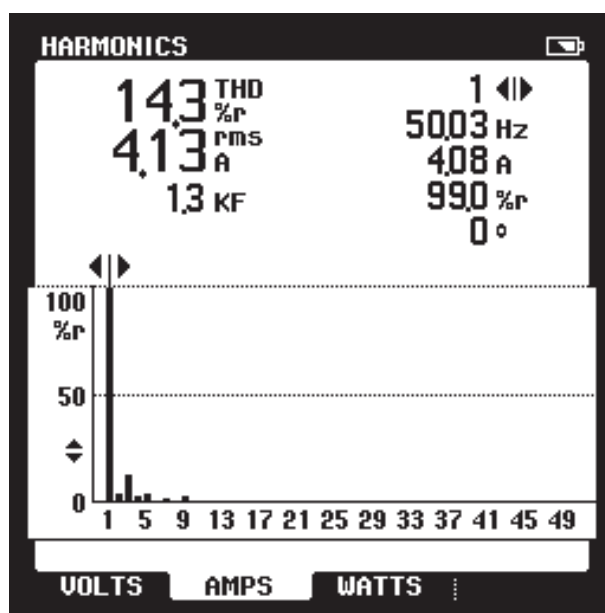 HARMONICS
14.3 THD %r
4.13 rms A
1.3 KF
1
50.03 Hz
4.08 A
99.0 %r
0 °
100
%r
50
0
1 5 9 13 17 21 25 29 33 37 41 45 49
VOLTS AMPS WATTS